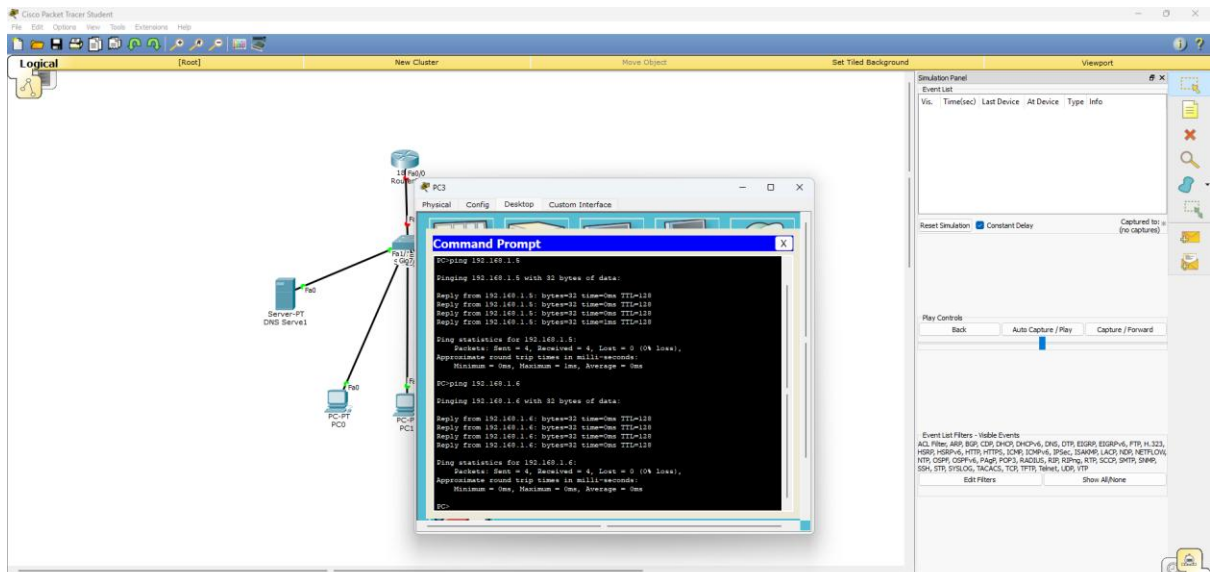 Cisco Packet Tracer Student
File Edit Options View Tools Extensions Help
Logical [Root] New Cluster Move Object Set Tiled Background Viewport
Fa0/0
Fa0
Server-PT
DNS Serve1
Fa0
PC-PT
PC0
PC1
PC3
Physical Config Desktop Custom Interface
Command Prompt X
PC>ping 192.168.1.5
Pinging 192.168.1.5 with 32 bytes of data:
Reply from 192.168.1.5: bytes=32 time=0ms TTL=128
Reply from 192.168.1.5: bytes=32 time=0ms TTL=128
Reply from 192.168.1.5: bytes=32 time=0ms TTL=128
Reply from 192.168.1.5: bytes=32 time=1ms TTL=128
Ping statistics for 192.168.1.5:
Packets: Sent = 4, Received = 4, Lost = 0 (0% loss),
Approximate round trip times in milli-seconds:
Minimum = 0ms, Maximum = 1ms, Average = 0ms
PC>ping 192.168.1.6
Pinging 192.168.1.6 with 32 bytes of data:
Reply from 192.168.1.6: bytes=32 time=0ms TTL=128
Reply from 192.168.1.6: bytes=32 time=0ms TTL=128
Reply from 192.168.1.6: bytes=32 time=0ms TTL=128
Reply from 192.168.1.6: bytes=32 time=0ms TTL=128
Ping statistics for 192.168.1.6:
Packets: Sent = 4, Received = 4, Lost = 0 (0% loss),
Approximate round trip times in milli-seconds:
Minimum = 0ms, Maximum = 0ms, Average = 0ms
PC>
Simulation Panel
Event List
Vis. Time(sec) Last Device At Device Type Info
Reset Simulation Constant Delay Captured to:
(no captures)
Play Controls
Back Auto Capture / Play Capture / Forward
Event List Filters - Visible Events
ACL Filter, ARP, BGP, CDP, DHCP, DHCPv6, DNS, DTP, EIGRP, EIGRPv6, FTP, H.323,
HSRP, HSRPv6, HTTP, HTTPS, ICMP, ICMPv6, IPSec, ISAKMP, LACP, NDP, NETFLOW,
NTP, OSPF, OSPFv6, PAgP, POP3, RADIUS, RIP, RIPng, RTP, SCCP, SMTP, SNMP,
SSH, STP, SYSLOG, TACACS, TCP, TFTP, Telnet, UDP, VTP
Edit Filters Show All/None